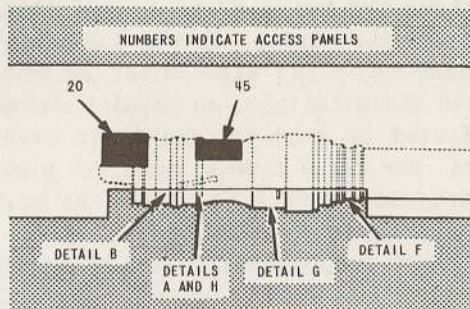 NUMBERS INDICATE ACCESS PANELS
20
45
DETAIL B
DETAILS
A AND H
DETAIL G
DETAIL F